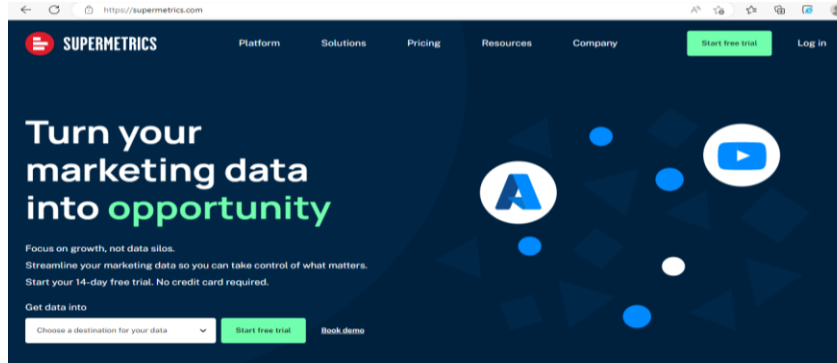 https://supermetrics.com
SUPERMETRICS
Platform Solutions Pricing Resources Company Start free trial Log in
Turn your
marketing data
into opportunity
Focus on growth, not data silos.
Streamline your marketing data so you can take control of what matters.
Start your 14-day free trial. No credit card required.
Get data into
Choose a destination for your data Start free trial Book demo